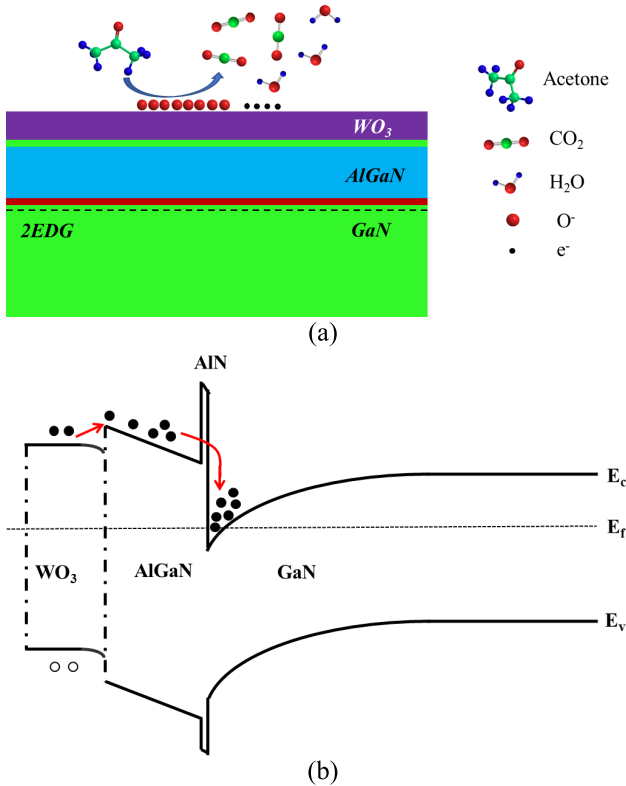 Acetone
WO3
CO2
AlGaN
H2O
2EDG
GaN
O-
e-
(a)
AlN
Ec
Ef
WO3
AlGaN
GaN
Ev
(b)